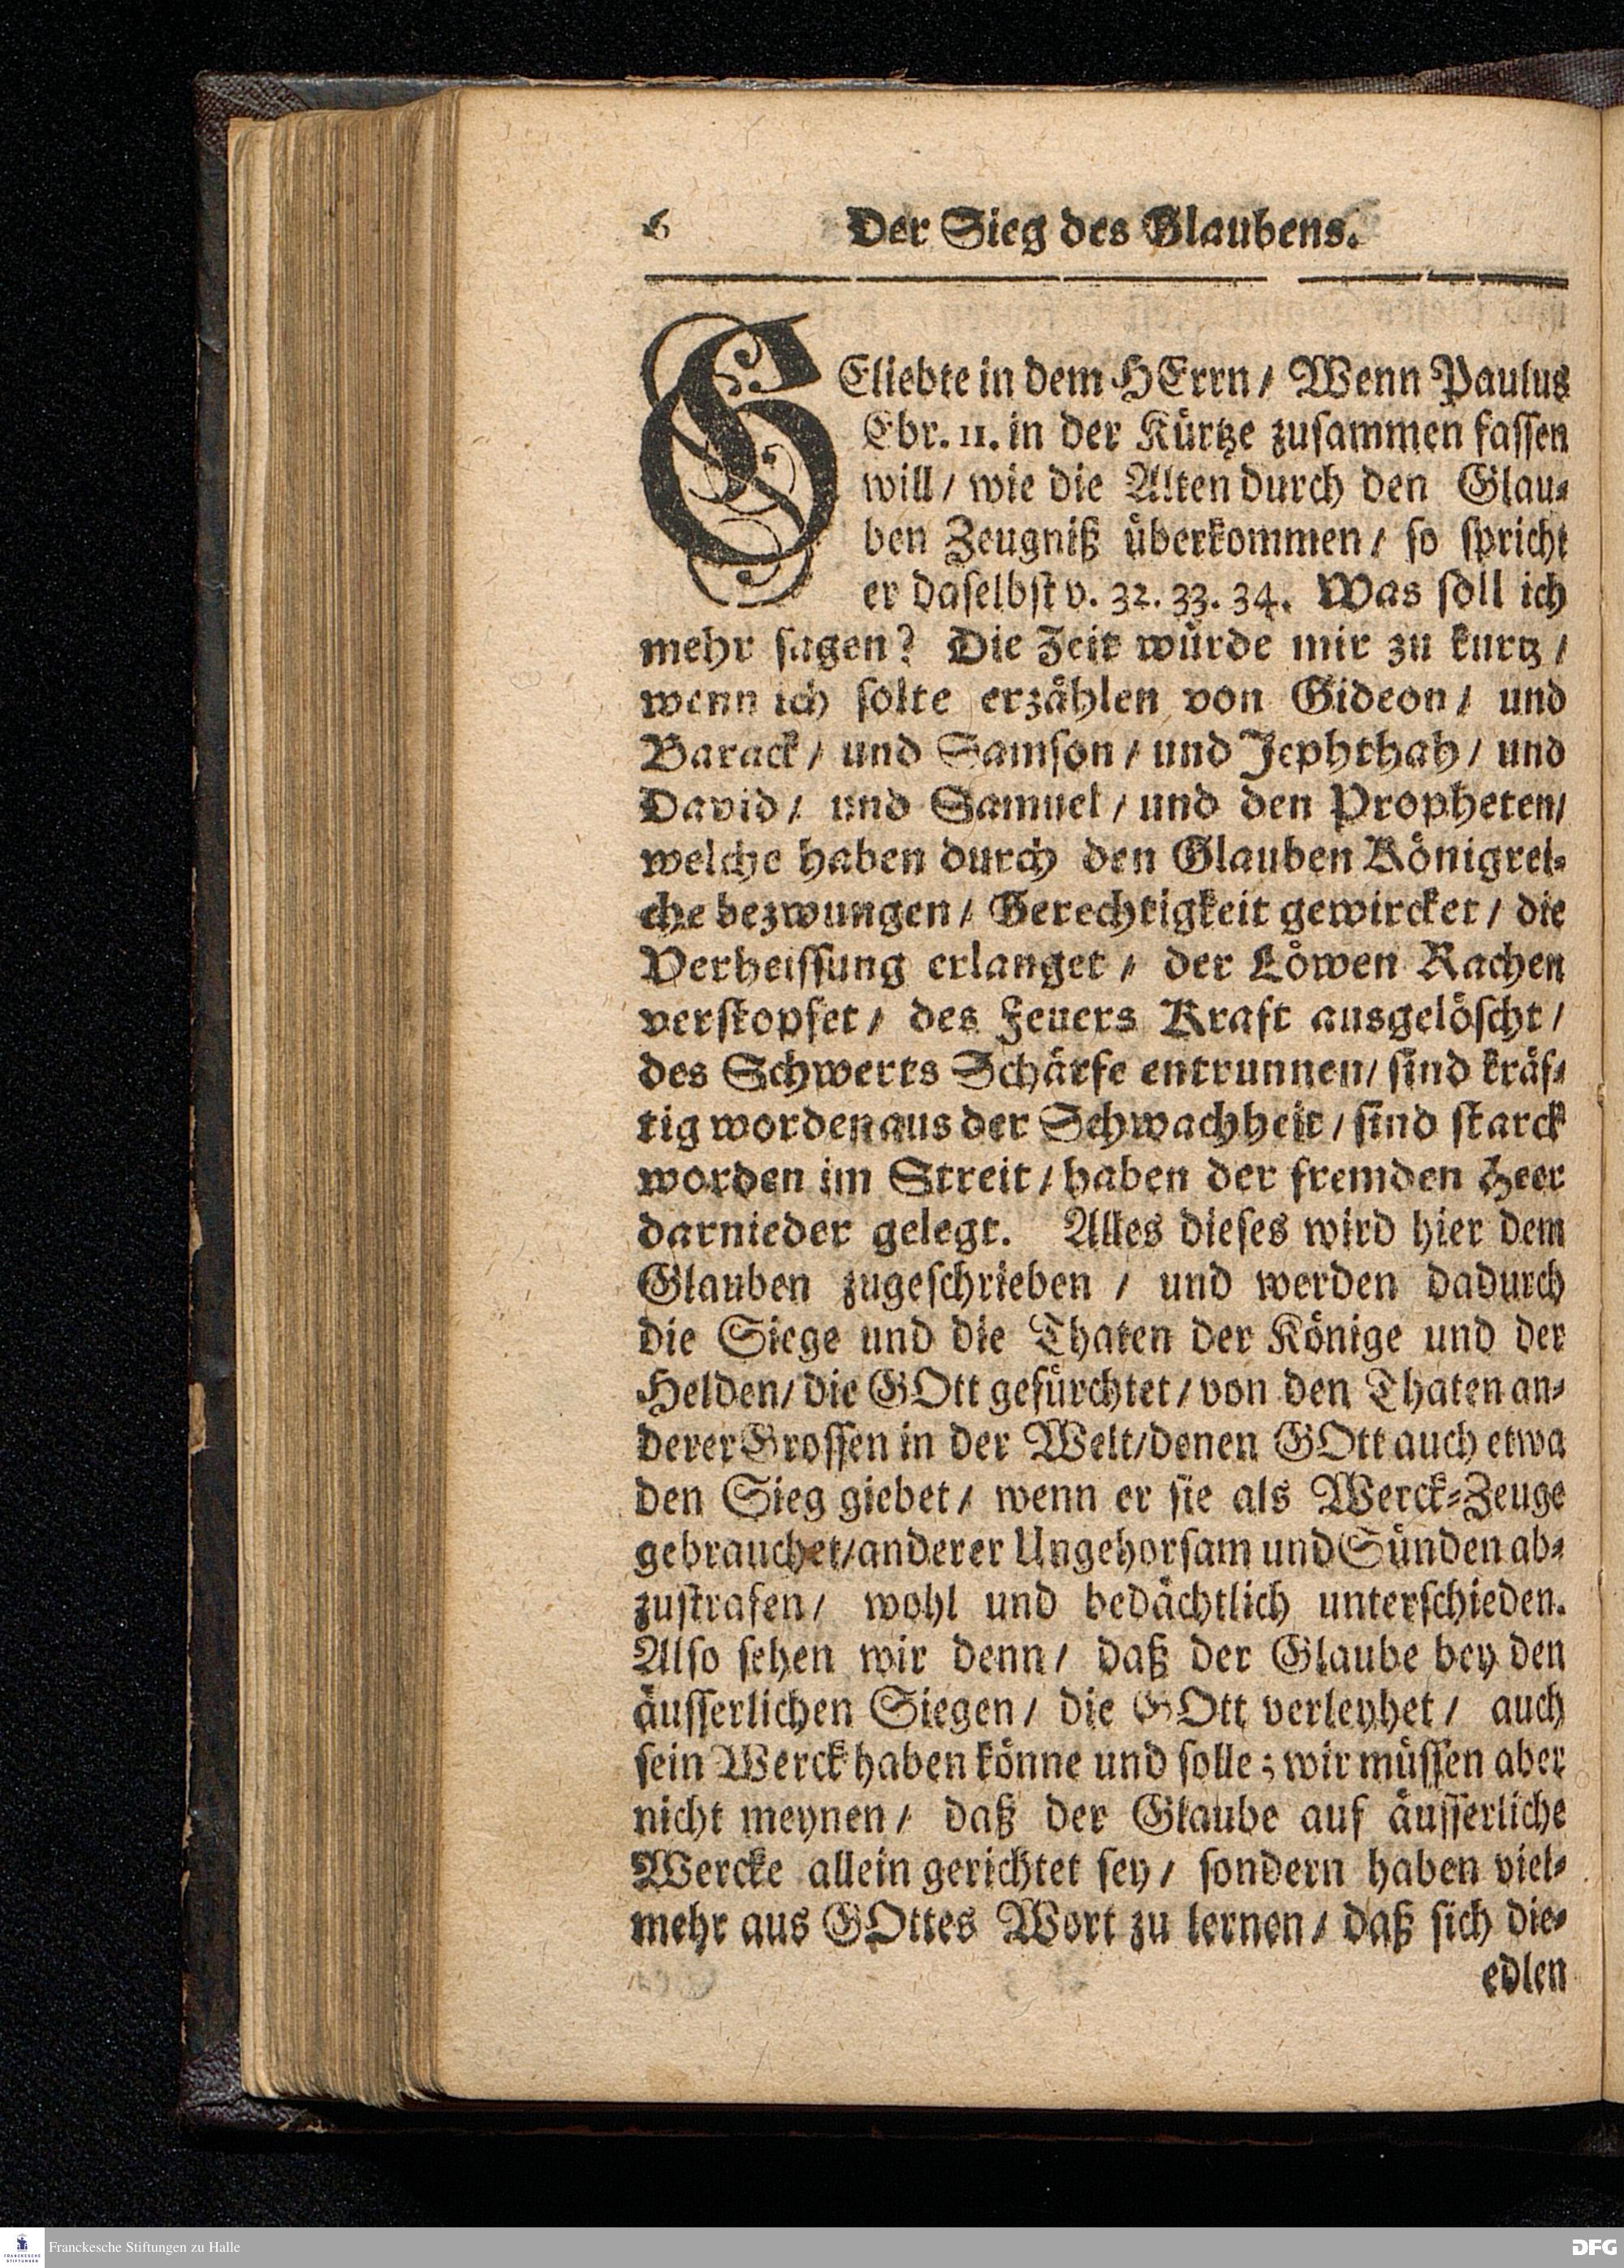 6 Der Sieg des Glaubens.
GEliebte in dem HErrn/ Wenn Paulus
Ebr. 11. in der Kürtze zusammen fassen
will/ wie die Alten durch den Glau-
ben Zeugniß überkommen/ so spricht
er daselbst v. 32. 33. 34. Was soll ich
mehr sagen? Die Zeit würde mir zu kurtz/
wenn ich solte erzählen von Gideon/ und
Barack/ und Samson/ und Jephthah/ und
David/ und Samuel/ und den Propheten/
welche haben durch den Glauben Königrei-
che bezwungen/ Gerechtigkeit gewircket/ die
Verheissung erlanget/ der Löwen Rachen
verstopfet/ des Feuers Kraft ausgelöscht/
des Schwerts Schärfe entrunnen/ sind kräf-
tig worden aus der Schwachheit/ sind starck
worden im Streit/ haben der fremden Heer
darnieder gelegt. Alles dieses wird hier dem
Glauben zugeschrieben/ und werden dadurch
die Siege und die Thaten der Könige und der
Helden/ die GOtt gefürchtet/ von den Thaten an-
derer Grossen in der Welt/ denen GOtt auch etwa
den Sieg giebet/ wenn er sie als Werck-Zeuge
gebrauchet/ anderer Ungehorsam und Sünden ab-
zustrafen/ wohl und bedächtlich unterschieden.
Also sehen wir denn/ daß der Glaube bey den
äusserlichen Siegen/ die GOtt verleyhet/ auch
sein Werck haben könne und solle; wir müssen aber
nicht meynen/ daß der Glaube auf äusserliche
Wercke allein gerichtet sey/ sondern haben viel-
mehr aus GOttes Wort zu lernen/ daß sich die-
edlen
Franckesche Stiftungen zu Halle
DFG